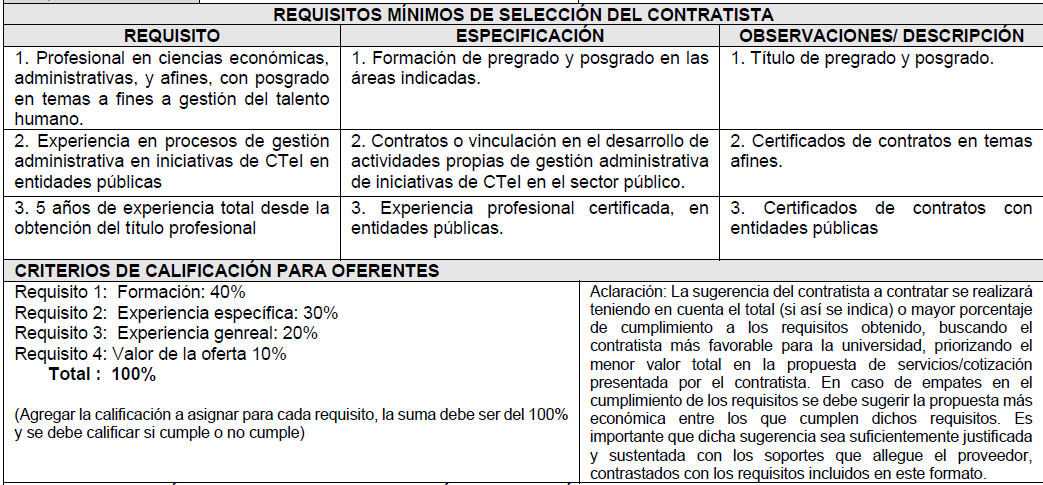 REQUISITOS MÍNIMOS DE SELECCIÓN DEL CONTRATISTA
REQUISITO
ESPECIFICACIÓN
OBSERVACIONES/ DESCRIPCIÓN
1. Profesional en ciencias económicas,
administrativas, y afines, con posgrado
en temas a fines a gestión del talento
humano.
1. Formación de pregrado y posgrado en las
áreas indicadas.
1. Título de pregrado y posgrado.
2. Experiencia en procesos de gestión
administrativa en iniciativas de CTeI en
entidades públicas
2. Contratos o vinculación en el desarrollo de
actividades propias de gestión administrativa
de iniciativas de CTeI en el sector público.
2. Certificados de contratos en temas
afines.
3. 5 años de experiencia total desde la
obtención del título profesional
3. Experiencia profesional certificada, en
entidades públicas.
3. Certificados de contratos con
entidades públicas
CRITERIOS DE CALIFICACIÓN PARA OFERENTES
Requisito 1: Formación: 40%
Requisito 2: Experiencia específica: 30%
Requisito 3: Experiencia genreal: 20%
Requisito 4: Valor de la oferta 10%
Total : 100%
(Agregar la calificación a asignar para cada requisito, la suma debe ser del 100%
y se debe calificar si cumple o no cumple)
Aclaración: La sugerencia del contratista a contratar se realizará
teniendo en cuenta el total (si así se indica) o mayor porcentaje
de cumplimiento a los requisitos obtenido, buscando el
contratista más favorable para la universidad, priorizando el
menor valor total en la propuesta de servicios/cotización
presentada por el contratista. En caso de empates en el
cumplimiento de los requisitos se debe sugerir la propuesta más
económica entre los que cumplen dichos requisitos. Es
importante que dicha sugerencia sea suficientemente justificada
y sustentada con los soportes que allegue el proveedor,
contrastados con los requisitos incluidos en este formato.